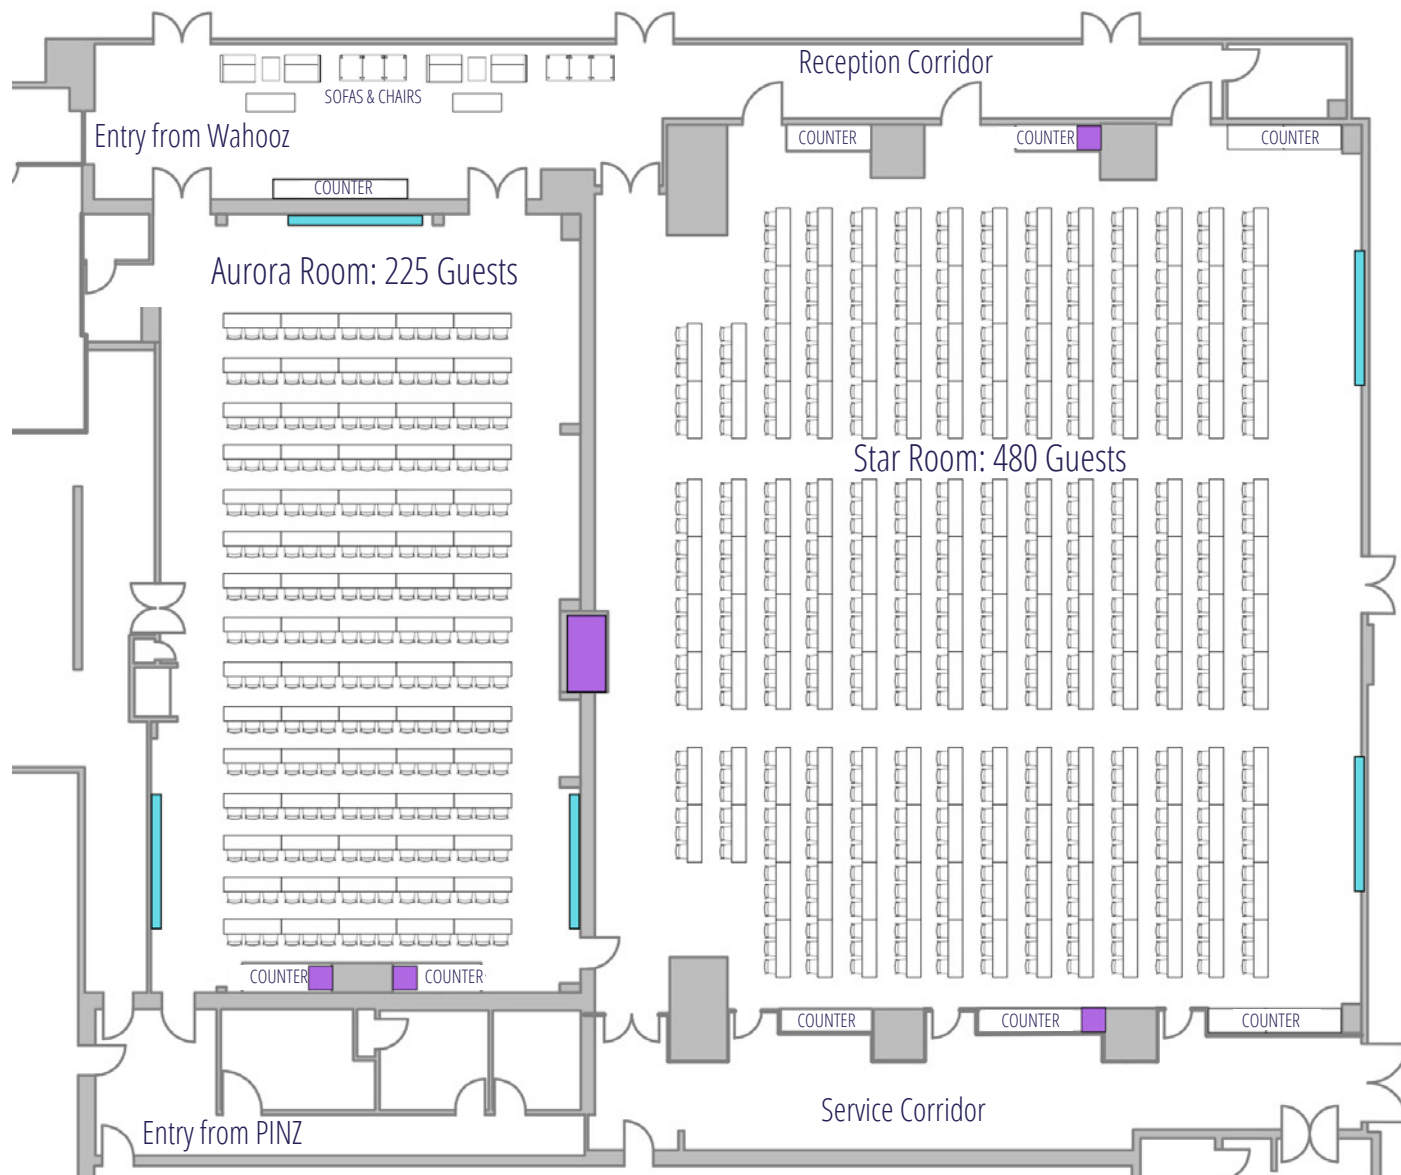 Reception Corridor
SOFAS & CHAIRS
Entry from Wahooz
COUNTER
COUNTER
COUNTER
COUNTER
Aurora Room: 225 Guests
Star Room: 480 Guests
COUNTER
COUNTER
COUNTER
COUNTER
COUNTER
Service Corridor
Entry from PINZ